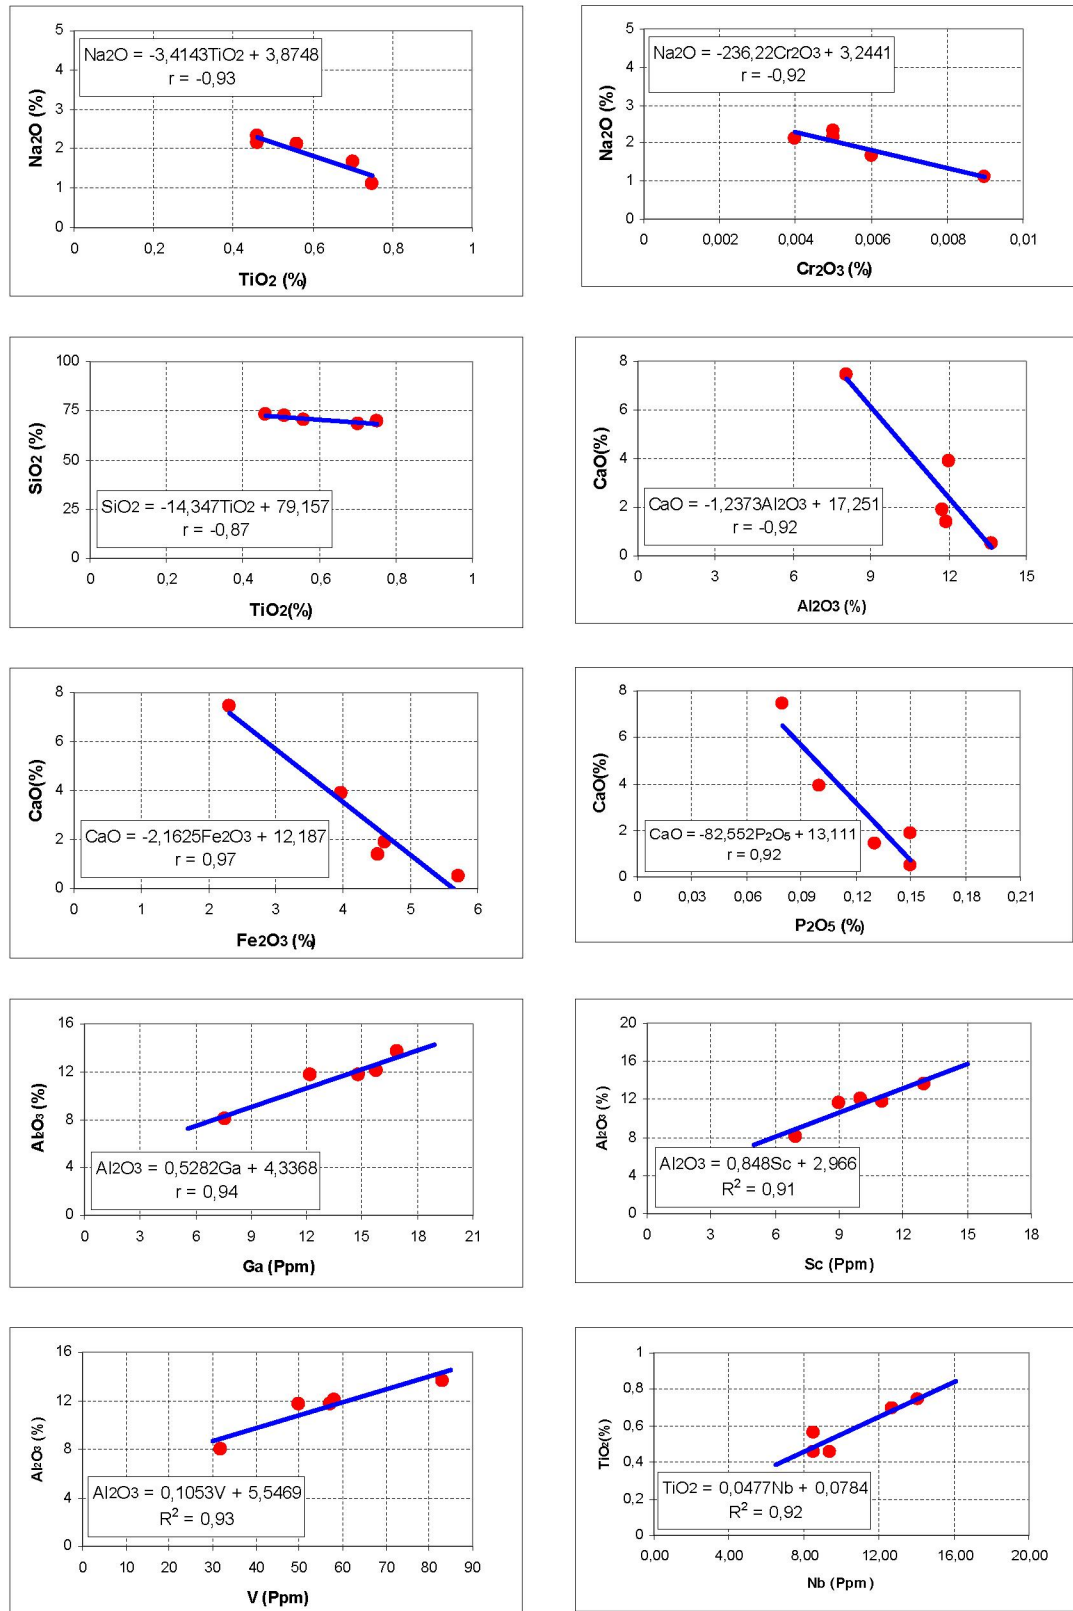 Na2O = -3,4143TiO2 + 3,8748
r = -0,93
5
4
3
2
1
0
Na2O (%)
0 0,2 0,4 0,6 0,8 1
TiO2 (%)
Na2O = -236,22Cr2O3 + 3,2441
r = -0,92
5
4
3
2
1
0
Na2O (%)
0 0,002 0,004 0,006 0,008 0,01
Cr2O3 (%)
100
75
50
25
0
SiO2 (%)
SiO2 = -14,347TiO2 + 79,157
r = -0,87
0 0,2 0,4 0,6 0,8 1
TiO2(%)
8
6
4
2
0
CaO(%)
CaO = -1,2373Al2O3 + 17,251
r = -0,92
0 3 6 9 12 15
Al2O3 (%)
8
6
4
2
0
CaO(%)
CaO = -2,1625Fe2O3 + 12,187
r = 0,97
0 1 2 3 4 5 6
Fe2O3 (%)
8
6
4
2
0
CaO(%)
CaO = -82,552P2O5 + 13,111
r = 0,92
0 0,03 0,06 0,09 0,12 0,15 0,18 0,21
P2O5 (%)
16
12
8
4
0
Al2O3 (%)
Al2O3 = 0,5282Ga + 4,3368
r = 0,94
0 3 6 9 12 15 18 21
Ga (Ppm)
20
16
12
8
4
0
Al2O3 (%)
Al2O3 = 0,848Sc + 2,966
R² = 0,91
0 3 6 9 12 15 18
Sc (Ppm)
16
12
8
4
0
Al2O3 (%)
Al2O3 = 0,1053V + 5,5469
R² = 0,93
0 10 20 30 40 50 60 70 80 90
V (Ppm)
1
0,8
0,6
0,4
0,2
0
TiO2(%)
TiO2 = 0,0477Nb + 0,0784
R² = 0,92
0,00 4,00 8,00 12,00 16,00 20,00
Nb (Ppm)